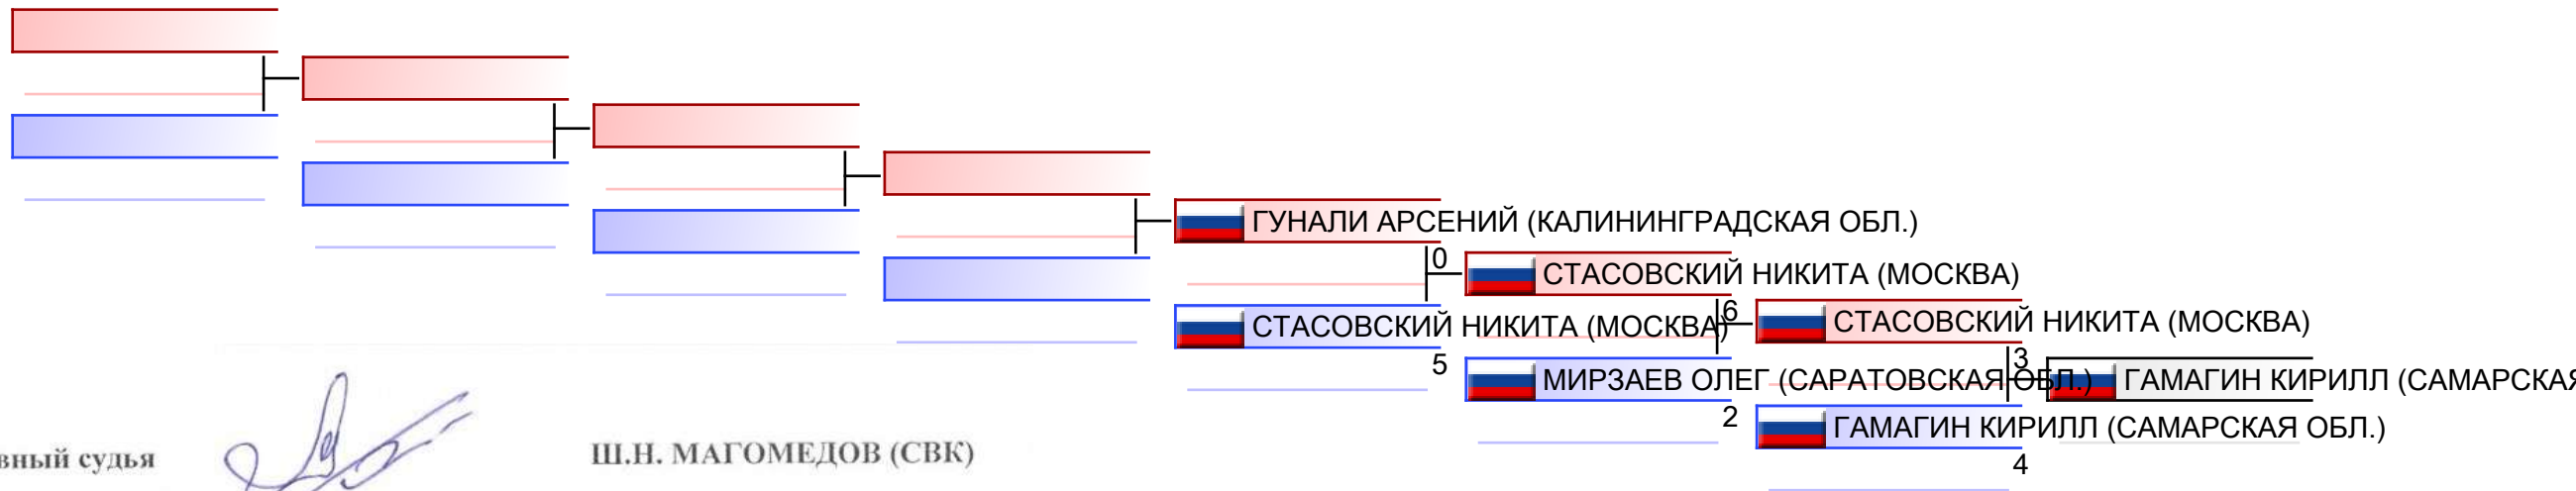 ГУНАЛИ АРСЕНИЙ (КАЛИНИНГРАДСКАЯ ОБЛ.)
0
СТАСОВСКИЙ НИКИТА (МОСКВА)
СТАСОВСКИЙ НИКИТА (МОСКВА)
5
6
СТАСОВСКИЙ НИКИТА (МОСКВА)
МИРЗАЕВ ОЛЕГ (САРАТОВСКАЯ ОБЛ.)
2
3
ГАМАГИН КИРИЛЛ (САМАРСКАЯ
ГАМАГИН КИРИЛЛ (САМАРСКАЯ ОБЛ.)
4
вный судья
Ш.Н. МАГОМЕДОВ (СВК)